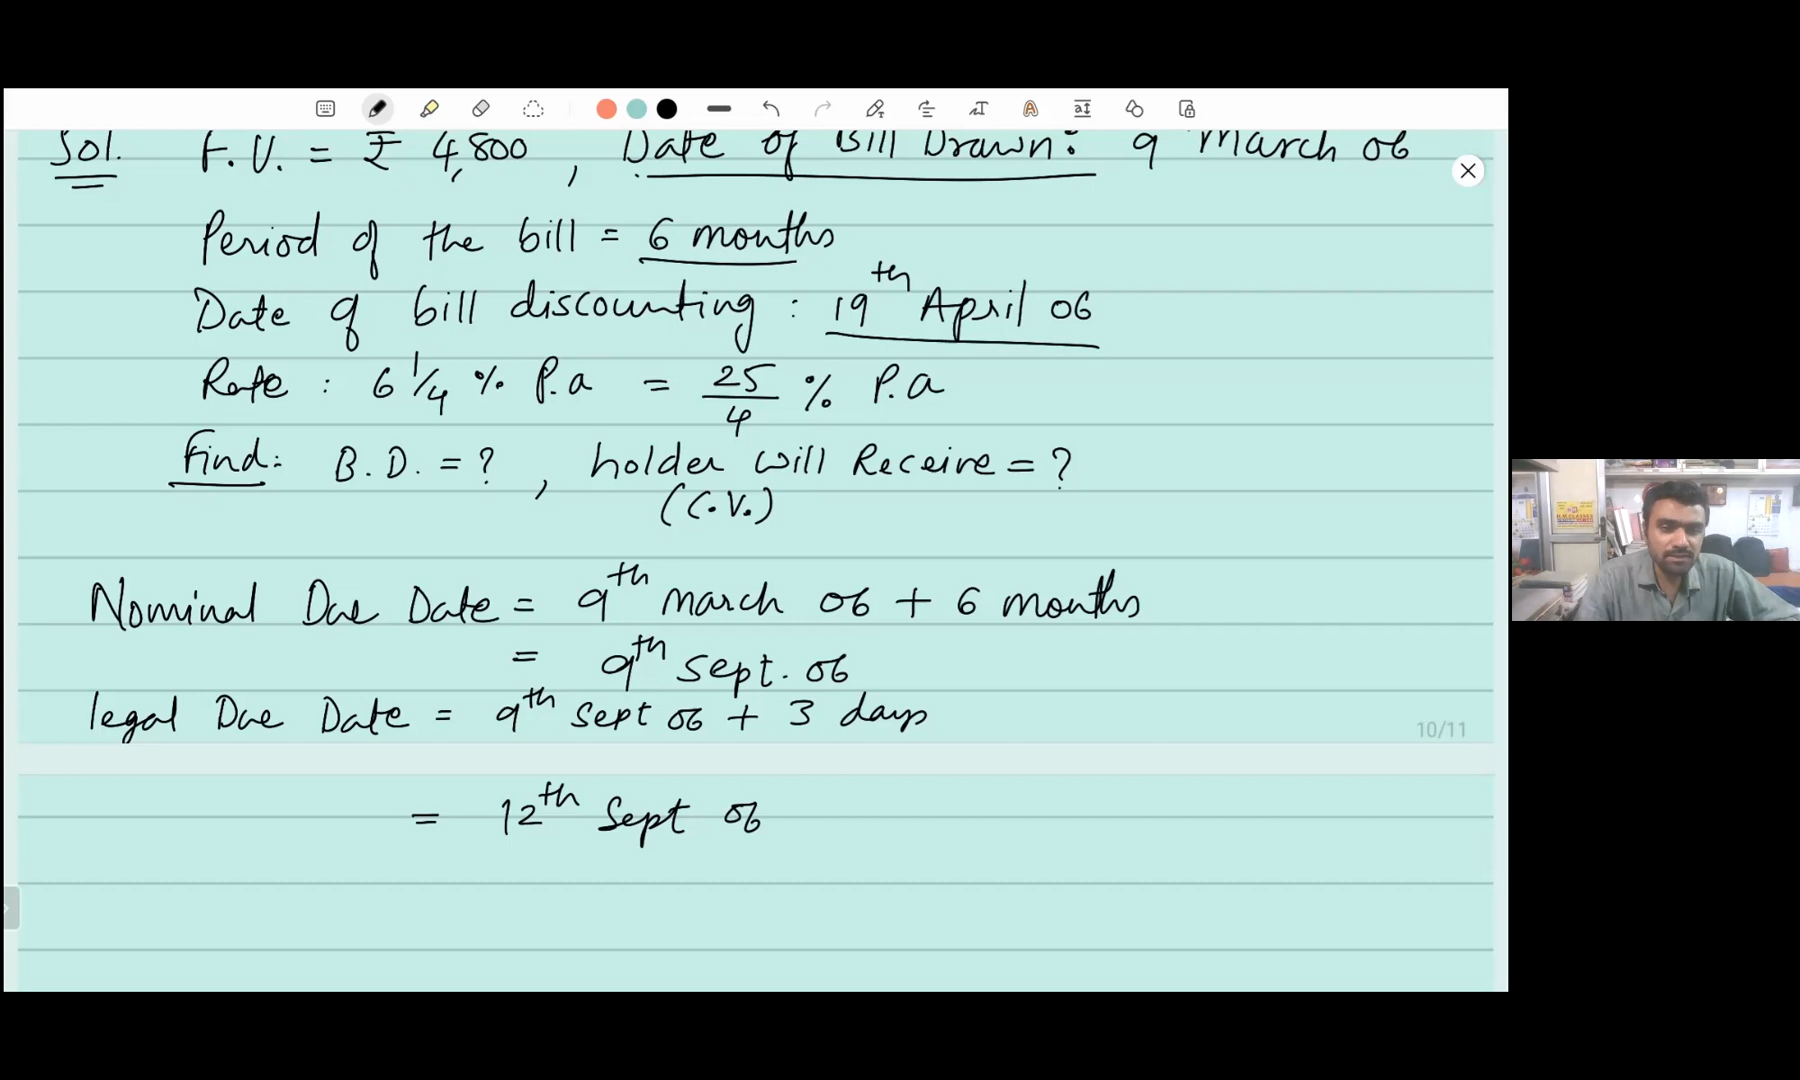 Sol. F.V. = ₹ 4,800 , Date of Bill Drawn: 9 March 06
Period of the bill = 6 months
Date of bill discounting : 19th April 06
Rate : 6 1/4 % P.a = 25/4 % P.a
Find: B.D. = ? , holder will Receive = ?
(C.V.)
Nominal Due Date = 9th march 06 + 6 months
= 9th sept. 06
legal Due Date = 9th sept 06 + 3 days
10/11
= 12th Sept 06